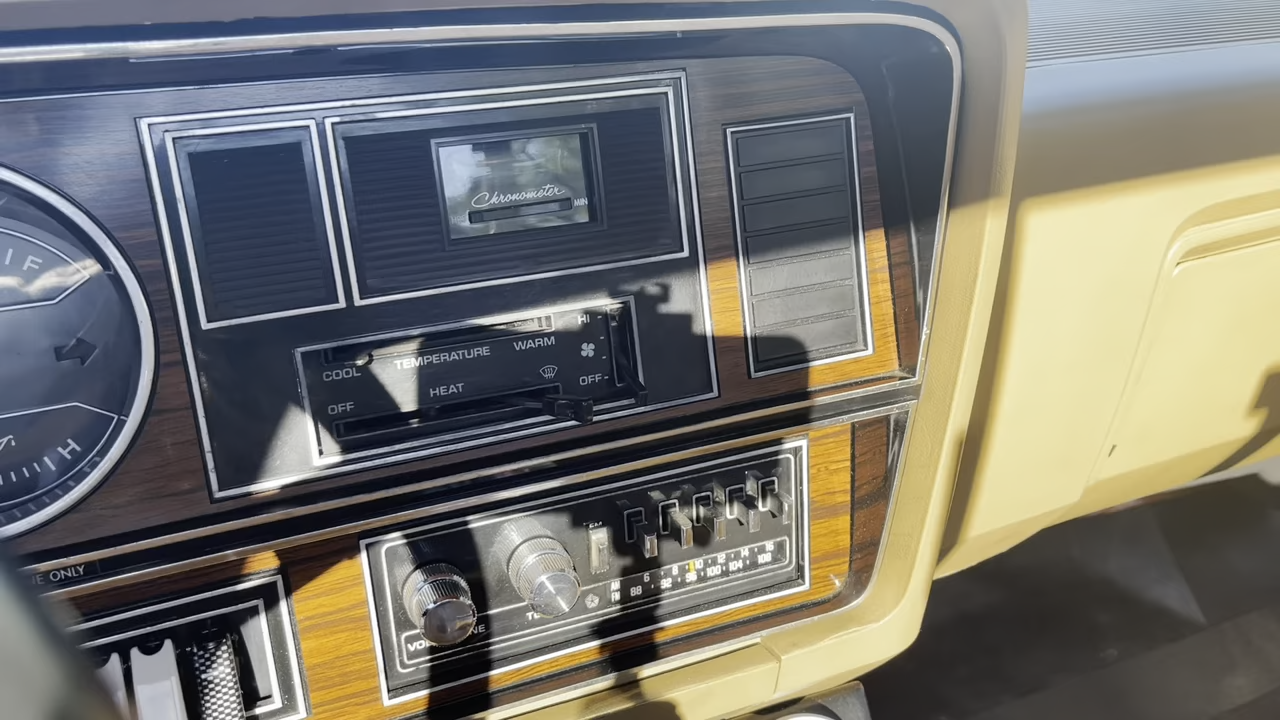 F
H
Chronometer
MIN
HI
COOL TEMPERATURE WARM
OFF HEAT OFF
E ONLY
AM 6 8 10 12 14 16
FM 88 92 96 100 104 108